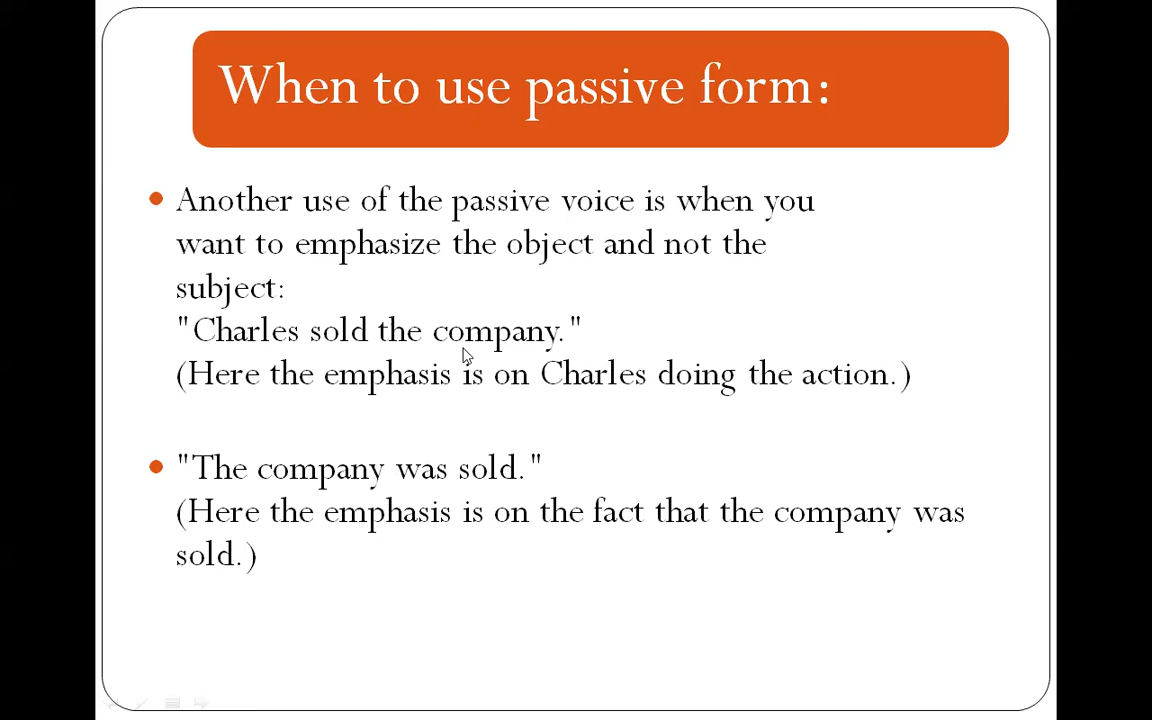 When to use passive form:
Another use of the passive voice is when you
want to emphasize the object and not the
subject:
"Charles sold the company."
(Here the emphasis is on Charles doing the action.)
"The company was sold."
(Here the emphasis is on the fact that the company was
sold.)